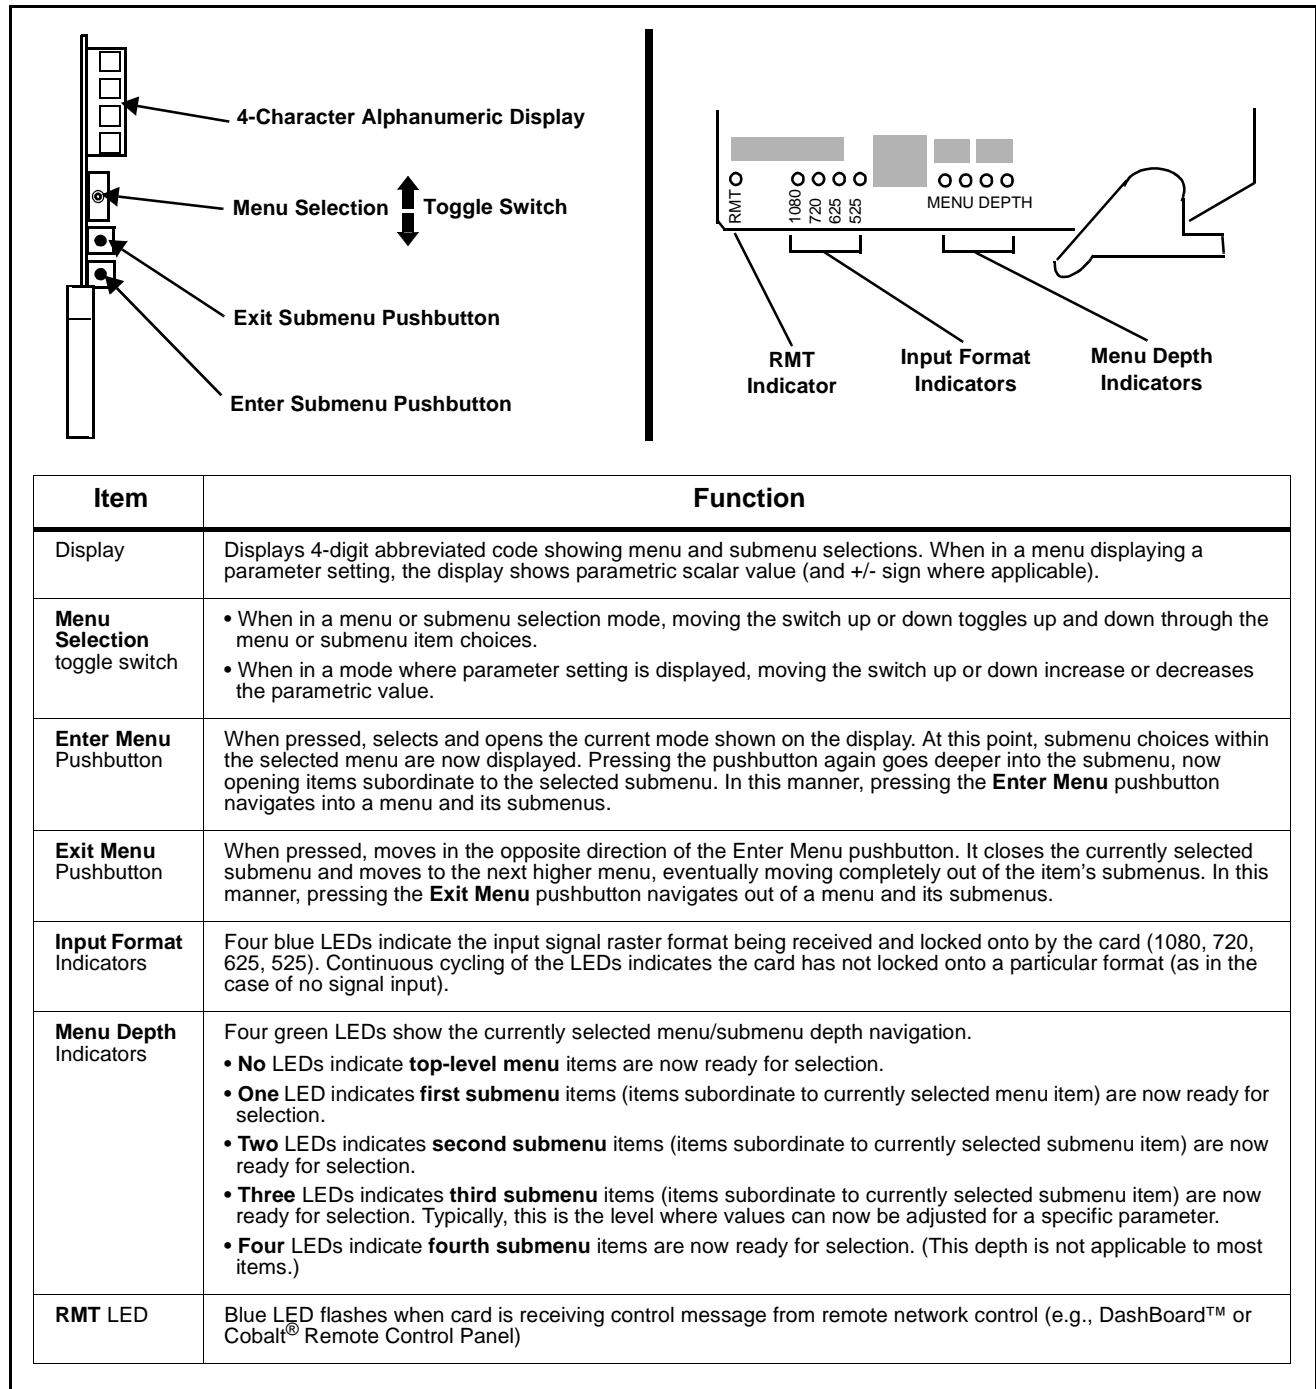 4-Character Alphanumeric Display
Menu Selection Toggle Switch
Exit Submenu Pushbutton
Enter Submenu Pushbutton
RMT
1080
720
625
525
MENU DEPTH
RMT
Indicator
Input Format
Indicators
Menu Depth
Indicators
Item Function
Display
Displays 4-digit abbreviated code showing menu and submenu selections. When in a menu displaying a
parameter setting, the display shows parametric scalar value (and +/- sign where applicable).
Menu
Selection
toggle switch
• When in a menu or submenu selection mode, moving the switch up or down toggles up and down through the
menu or submenu item choices.
• When in a mode where parameter setting is displayed, moving the switch up or down increase or decreases
the parametric value.
Enter Menu
Pushbutton
When pressed, selects and opens the current mode shown on the display. At this point, submenu choices within
the selected menu are now displayed. Pressing the pushbutton again goes deeper into the submenu, now
opening items subordinate to the selected submenu. In this manner, pressing the Enter Menu pushbutton
navigates into a menu and its submenus.
Exit Menu
Pushbutton
When pressed, moves in the opposite direction of the Enter Menu pushbutton. It closes the currently selected
submenu and moves to the next higher menu, eventually moving completely out of the item's submenus. In this
manner, pressing the Exit Menu pushbutton navigates out of a menu and its submenus.
Input Format
Indicators
Four blue LEDs indicate the input signal raster format being received and locked onto by the card (1080, 720,
625, 525). Continuous cycling of the LEDs indicates the card has not locked onto a particular format (as in the
case of no signal input).
Menu Depth
Indicators
Four green LEDs show the currently selected menu/submenu depth navigation.
• No LEDs indicate top-level menu items are now ready for selection.
• One LED indicates first submenu items (items subordinate to currently selected menu item) are now ready for
selection.
• Two LEDs indicates second submenu items (items subordinate to currently selected submenu item) are now
ready for selection.
• Three LEDs indicates third submenu items (items subordinate to currently selected submenu item) are now
ready for selection. Typically, this is the level where values can now be adjusted for a specific parameter.
• Four LEDs indicate fourth submenu items are now ready for selection. (This depth is not applicable to most
items.)
RMT LED
Blue LED flashes when card is receiving control message from remote network control (e.g., DashBoard™ or
Cobalt® Remote Control Panel)